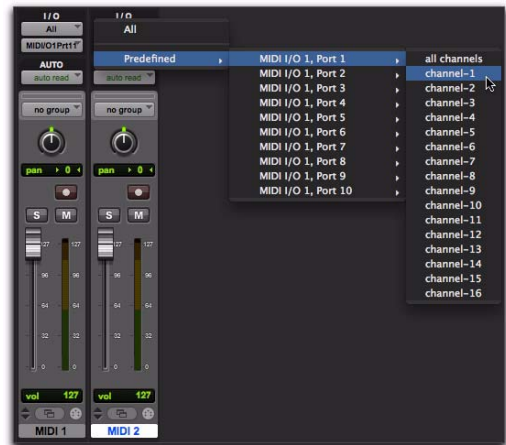 I/O
All
MIDI/O1Prt11
AUTO
auto read
no group
pan 0
S M
127
127
96
96
64
64
32
32
0
0
vol 127
MIDI 1
I/O
auto read
no group
pan 0
S M
127
127
96
96
64
64
32
32
0
0
vol 127
MIDI 2
All
Predefined
MIDI I/O 1, Port 1
MIDI I/O 1, Port 2
MIDI I/O 1, Port 3
MIDI I/O 1, Port 4
MIDI I/O 1, Port 5
MIDI I/O 1, Port 6
MIDI I/O 1, Port 7
MIDI I/O 1, Port 8
MIDI I/O 1, Port 9
MIDI I/O 1, Port 10
all channels
channel-1
channel-2
channel-3
channel-4
channel-5
channel-6
channel-7
channel-8
channel-9
channel-10
channel-11
channel-12
channel-13
channel-14
channel-15
channel-16